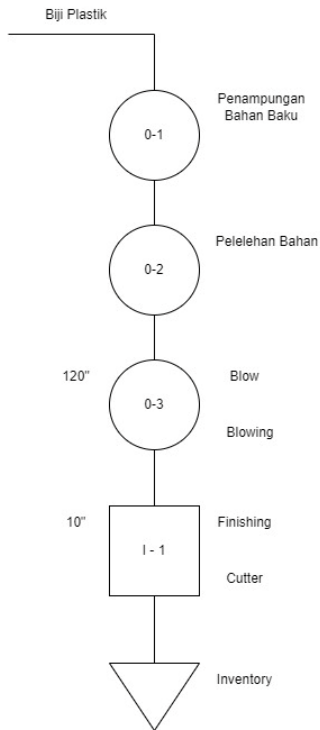 Biji Plastik
Penampungan
Bahan Baku
0-1
0-2
Pelelehan Bahan
120"
0-3
Blow
Blowing
10"
I - 1
Finishing
Cutter
Inventory